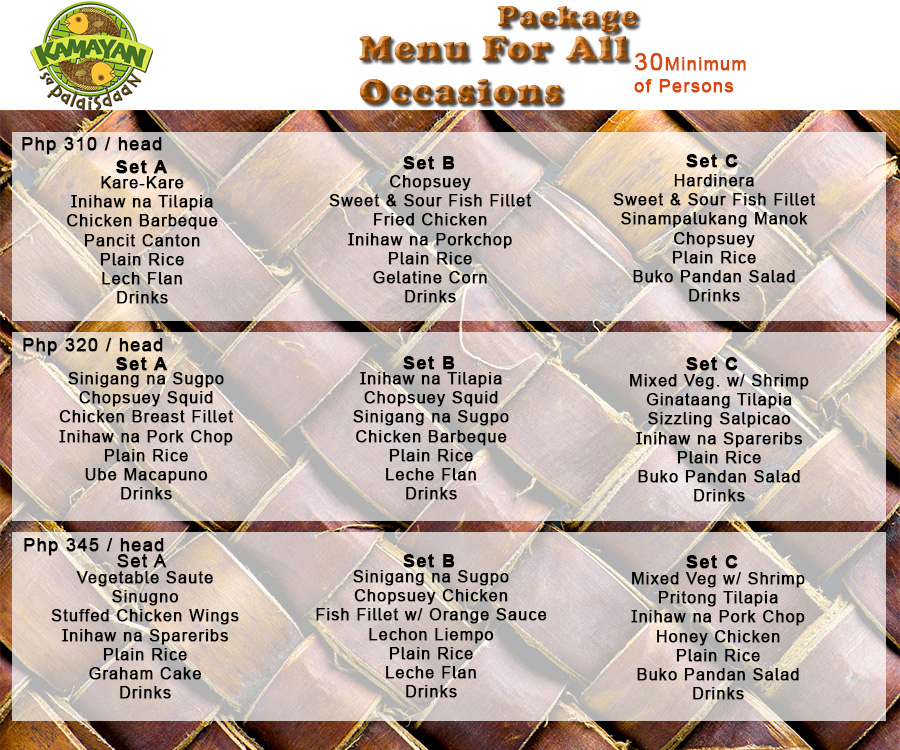 KAMAYAN
sa palaisdaan
Package
Menu For All
Occasions
30Minimum
of Persons
Php 310 / head
Set A
Kare-Kare
Inihaw na Tilapia
Chicken Barbeque
Pancit Canton
Plain Rice
Lech Flan
Drinks
Set B
Chopsuey
Sweet & Sour Fish Fillet
Fried Chicken
Inihaw na Porkchop
Plain Rice
Gelatine Corn
Drinks
Set C
Hardinera
Sweet & Sour Fish Fillet
Sinampalukang Manok
Chopsuey
Plain Rice
Buko Pandan Salad
Drinks
Php 320 / head
Set A
Sinigang na Sugpo
Chopsuey Squid
Chicken Breast Fillet
Inihaw na Pork Chop
Plain Rice
Ube Macapuno
Drinks
Set B
Inihaw na Tilapia
Chopsuey Squid
Sinigang na Sugpo
Chicken Barbeque
Plain Rice
Leche Flan
Drinks
Set C
Mixed Veg. w/ Shrimp
Ginataang Tilapia
Sizzling Salpicao
Inihaw na Spareribs
Plain Rice
Buko Pandan Salad
Drinks
Php 345 / head
Set A
Vegetable Saute
Sinugno
Stuffed Chicken Wings
Inihaw na Spareribs
Plain Rice
Graham Cake
Drinks
Set B
Sinigang na Sugpo
Chopsuey Chicken
Fish Fillet w/ Orange Sauce
Lechon Liempo
Plain Rice
Leche Flan
Drinks
Set C
Mixed Veg w/ Shrimp
Pritong Tilapia
Inihaw na Pork Chop
Honey Chicken
Plain Rice
Buko Pandan Salad
Drinks